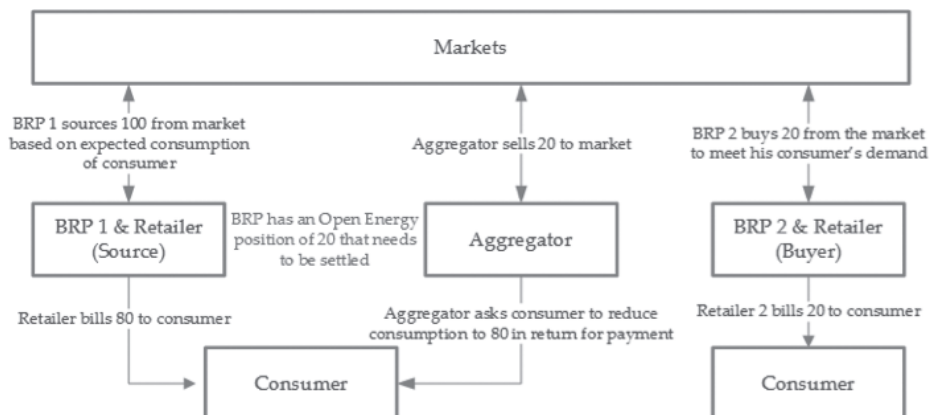 Markets
BRP 1 sources 100 from market
based on expected consumption
of consumer
Aggregator sells 20 to market
BRP 2 buys 20 from the market
to meet his consumer's demand
BRP 1 & Retailer
(Source)
BRP has an Open Energy
position of 20 that needs
to be settled
Aggregator
BRP 2 & Retailer
(Buyer)
Retailer bills 80 to consumer
Aggregator asks consumer to reduce
consumption to 80 in return for payment
Retailer 2 bills 20 to consumer
Consumer
Consumer